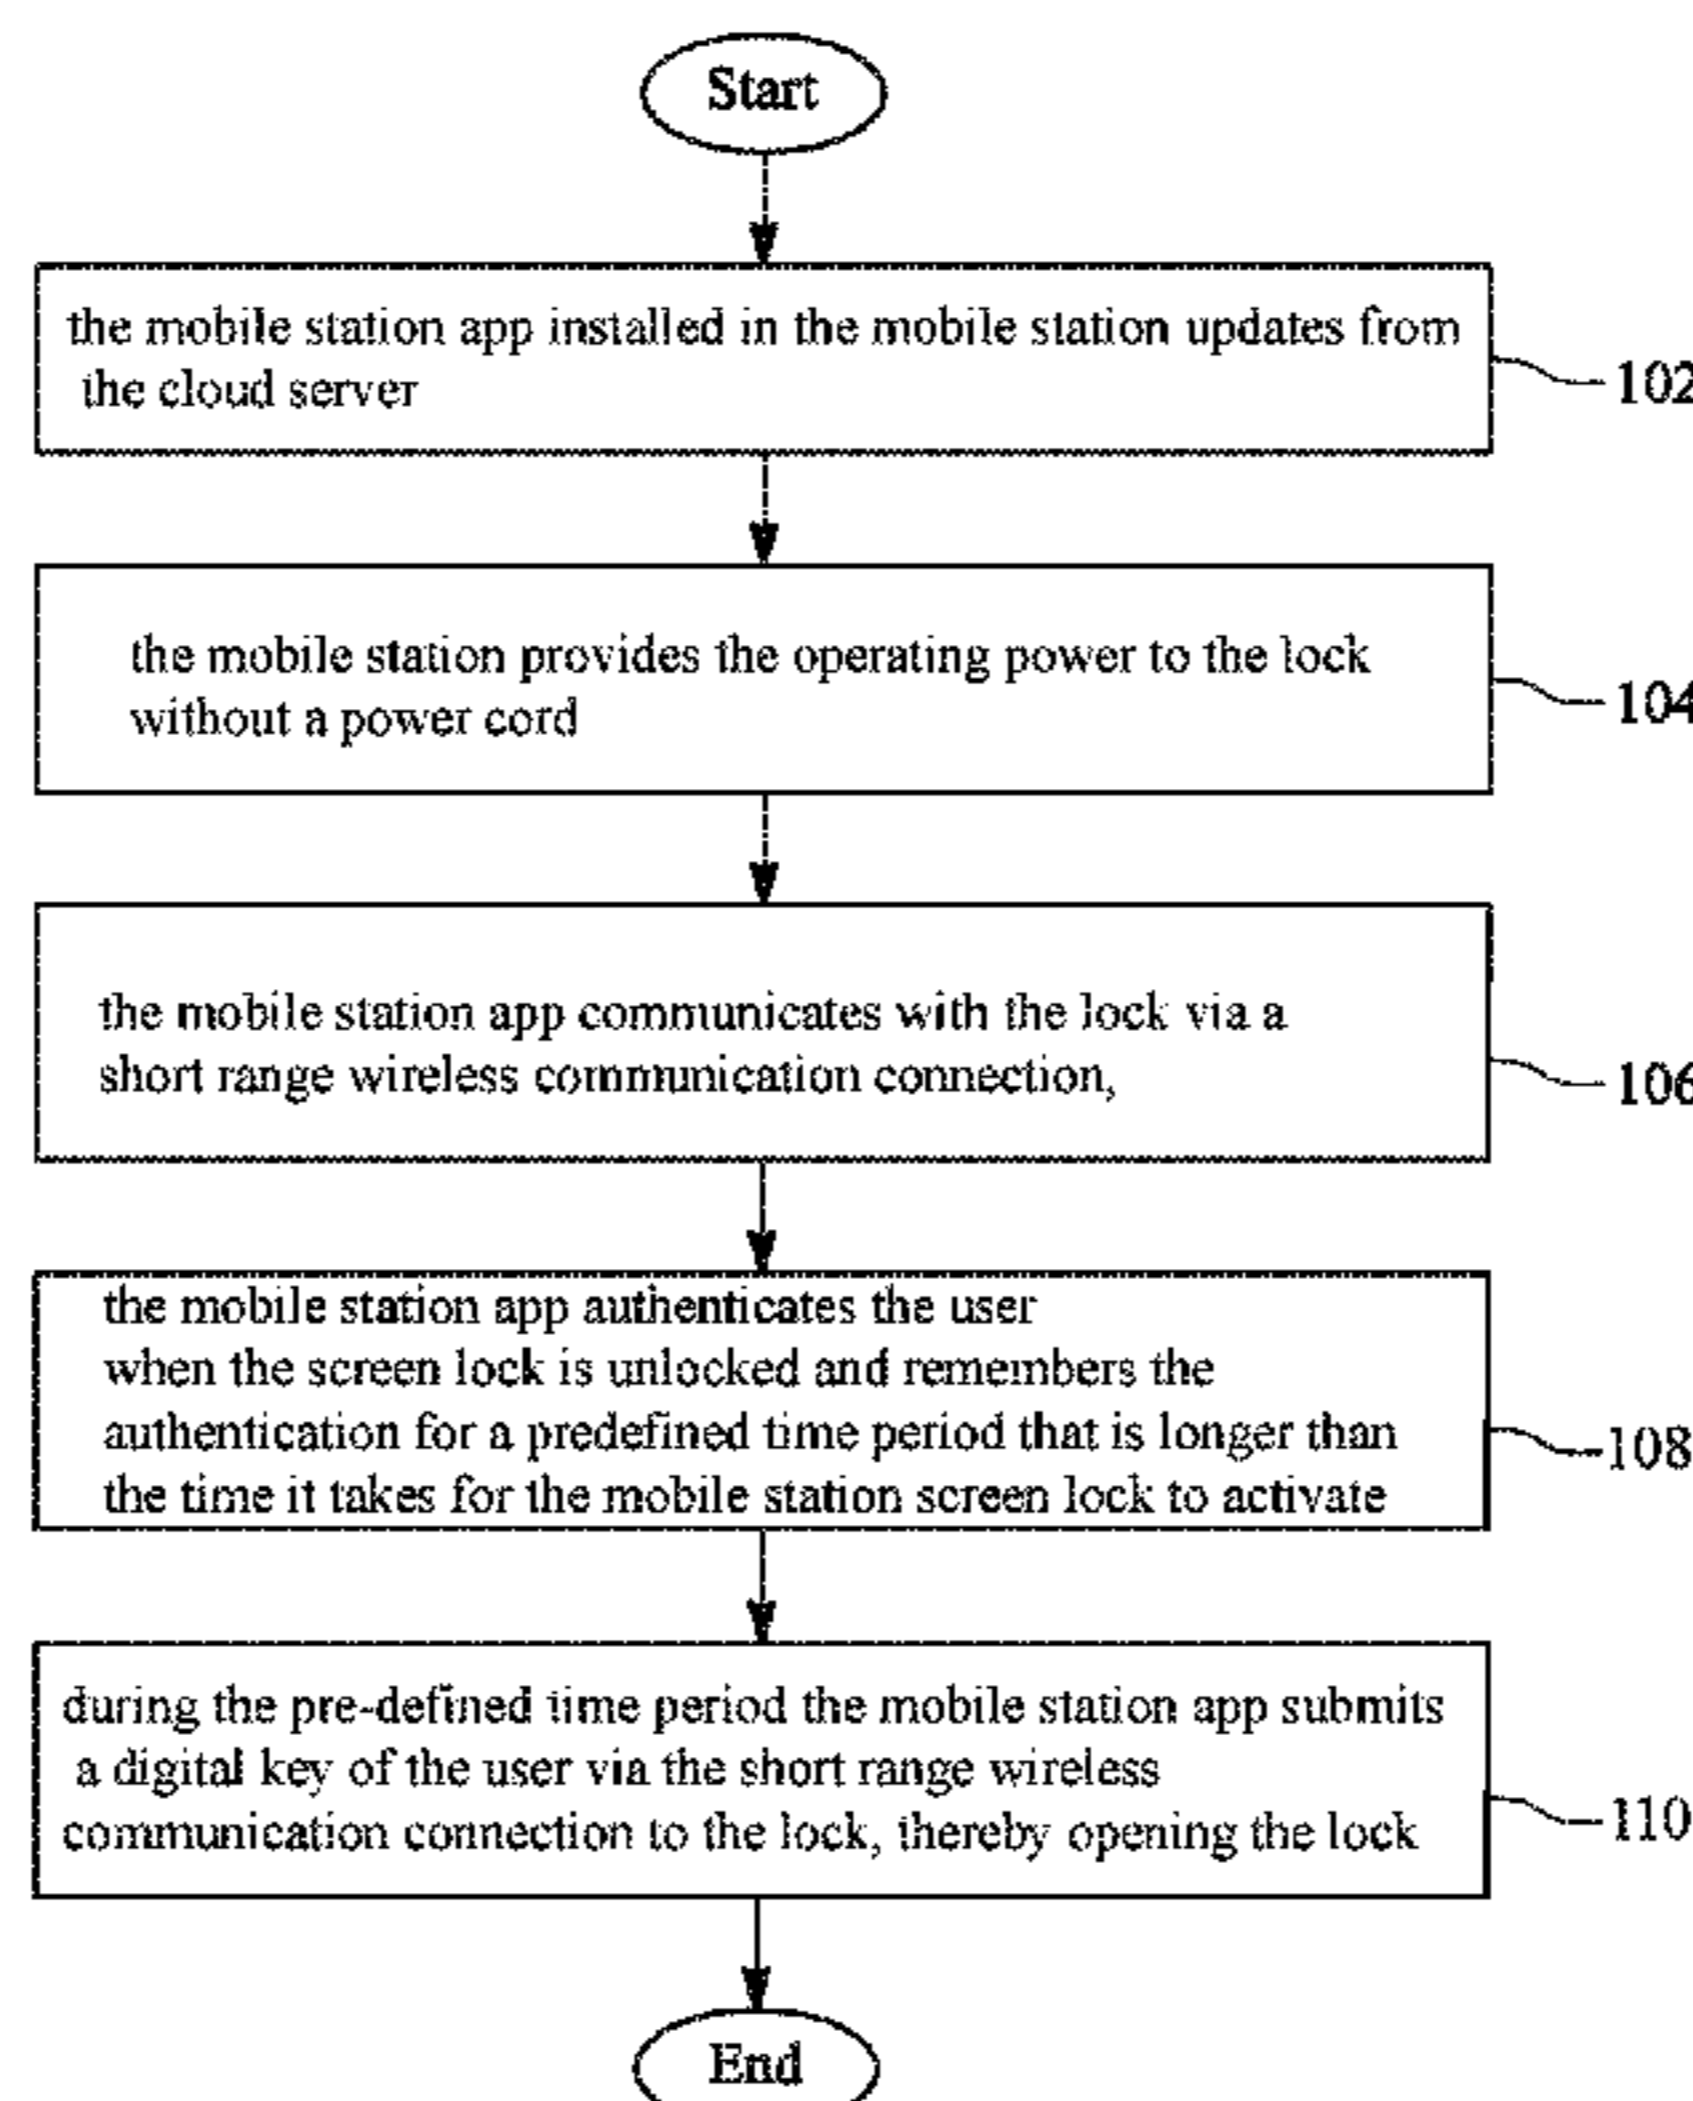 Start
the mobile station app installed in the mobile station updates from
the cloud server
102
the mobile station provides the operating power to the lock
without a power cord
104
the mobile station app communicates with the lock via a
short range wireless communication connection,
106
the mobile station app authenticates the user
when the screen lock is unlocked and remembers the
authentication for a predefined time period that is longer than
the time it takes for the mobile station screen lock to activate
108
during the pre-defined time period the mobile station app submits
a digital key of the user via the short range wireless
communication connection to the lock, thereby opening the lock
110
End